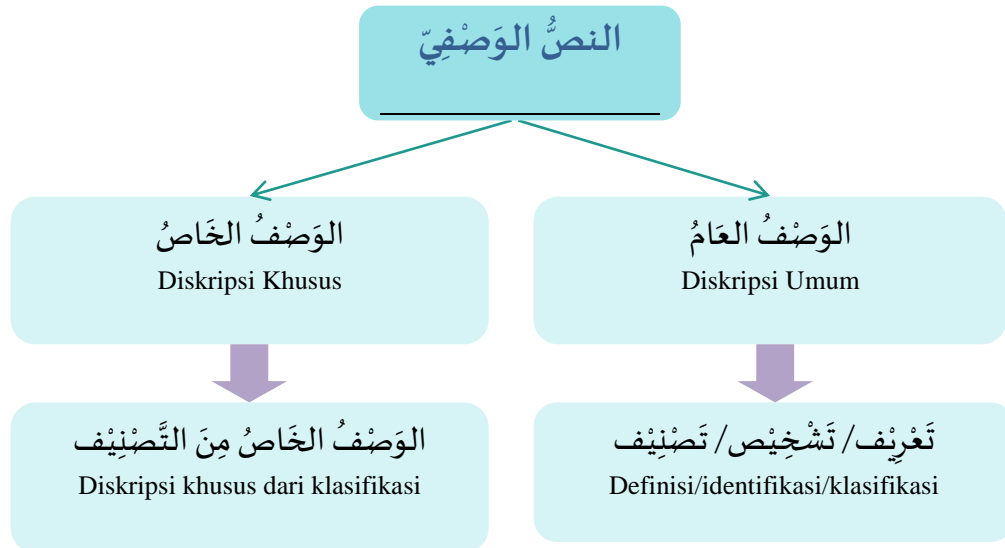 النصُّ الوَصْفِيّ
الوَصْفُ العَامُ
Diskripsi Umum
الوَصْفُ الخَاصُ
Diskripsi Khusus
تَعْرِيْف/ تَشْخِيْص/ تَصْنِيْف
Definisi/identifikasi/klasifikasi
الوَصْفُ الخَاصُ مِنَ التَّصْنِيْف
Diskripsi khusus dari klasifikasi